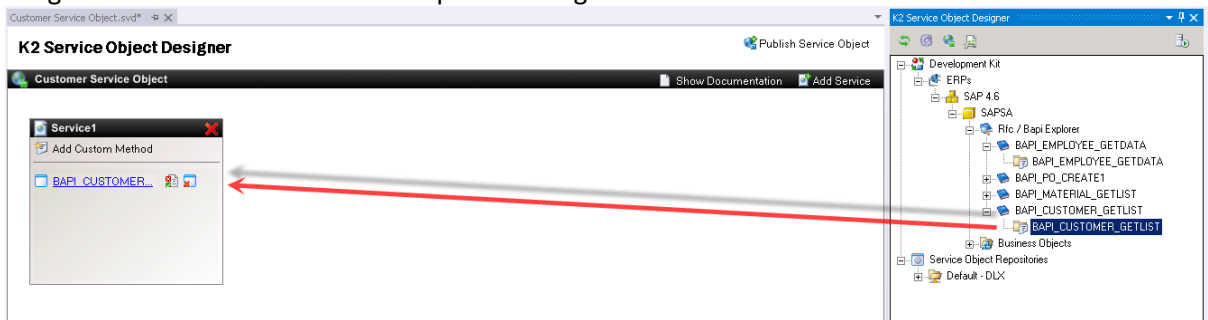 Customer Service Object.svd*
K2 Service Object Designer
Publish Service Object
Customer Service Object
Show Documentation
Add Service
Service1
Add Custom Method
BAPI_CUSTOMER...
K2 Service Object Designer
Development Kit
ERPs
SAP 4.6
SAPSA
Rfc / Bapi Explorer
BAPI_EMPLOYEE_GETDATA
BAPI_EMPLOYEE_GETDATA
BAPI_PO_CREATE1
BAPI_MATERIAL_GETLIST
BAPI_CUSTOMER_GETLIST
BAPI_CUSTOMER_GETLIST
Business Objects
Service Object Repositories
Default - DLX